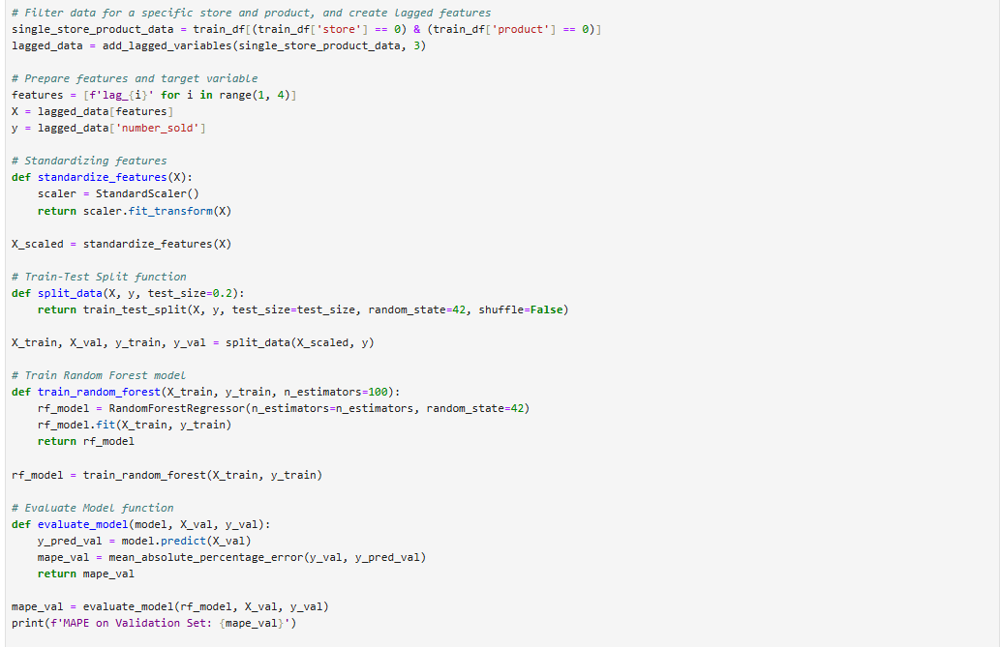 # Filter data for a specific store and product, and create lagged features
single_store_product_data = train_df[(train_df['store'] == 0) & (train_df['product'] == 0)]
lagged_data = add_lagged_variables(single_store_product_data, 3)

# Prepare features and target variable
features = [f'lag_{i}' for i in range(1, 4)]
X = lagged_data[features]
y = lagged_data['number_sold']

# Standardizing features
def standardize_features(X):
    scaler = StandardScaler()
    return scaler.fit_transform(X)

X_scaled = standardize_features(X)

# Train-Test Split function
def split_data(X, y, test_size=0.2):
    return train_test_split(X, y, test_size=test_size, random_state=42, shuffle=False)

X_train, X_val, y_train, y_val = split_data(X_scaled, y)

# Train Random Forest model
def train_random_forest(X_train, y_train, n_estimators=100):
    rf_model = RandomForestRegressor(n_estimators=n_estimators, random_state=42)
    rf_model.fit(X_train, y_train)
    return rf_model

rf_model = train_random_forest(X_train, y_train)

# Evaluate Model function
def evaluate_model(model, X_val, y_val):
    y_pred_val = model.predict(X_val)
    mape_val = mean_absolute_percentage_error(y_val, y_pred_val)
    return mape_val

mape_val = evaluate_model(rf_model, X_val, y_val)
print(f'MAPE on Validation Set: {mape_val}')